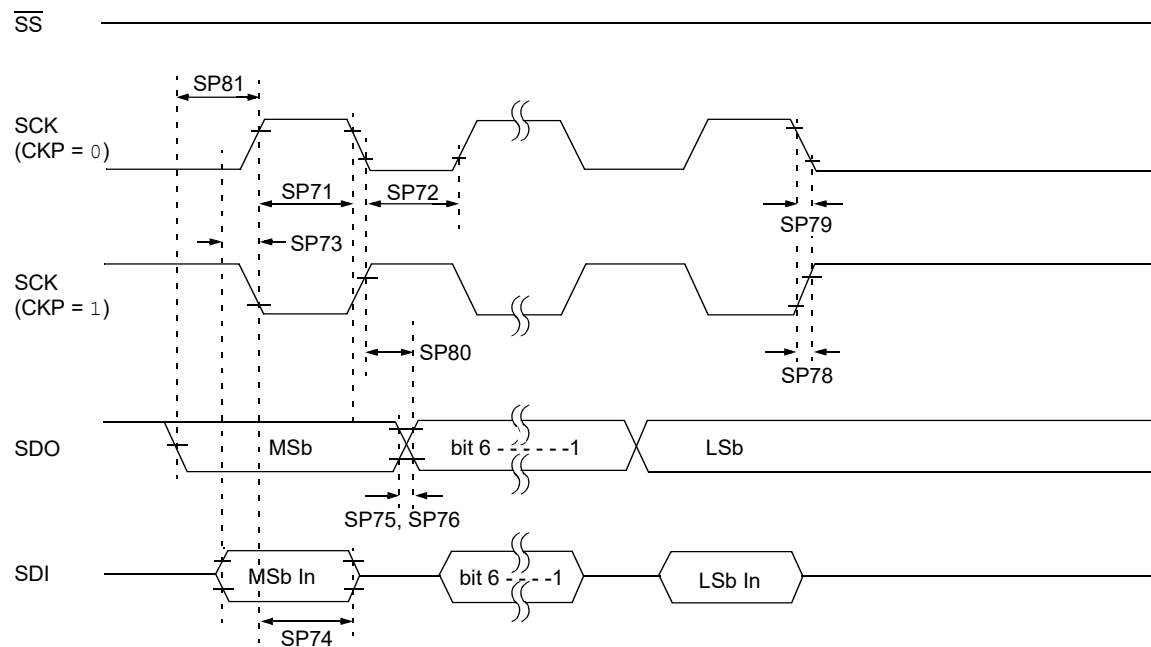 SS
SP81
SCK
(CKP = 0)
SP71
SP72
SP79
SP73
SCK
(CKP = 1)
SP80
SP78
SDO
MSb
bit 6 - - - - - -1
LSb
SP75, SP76
SDI
MSb In
bit 6 - - - - -1
LSb In
SP74